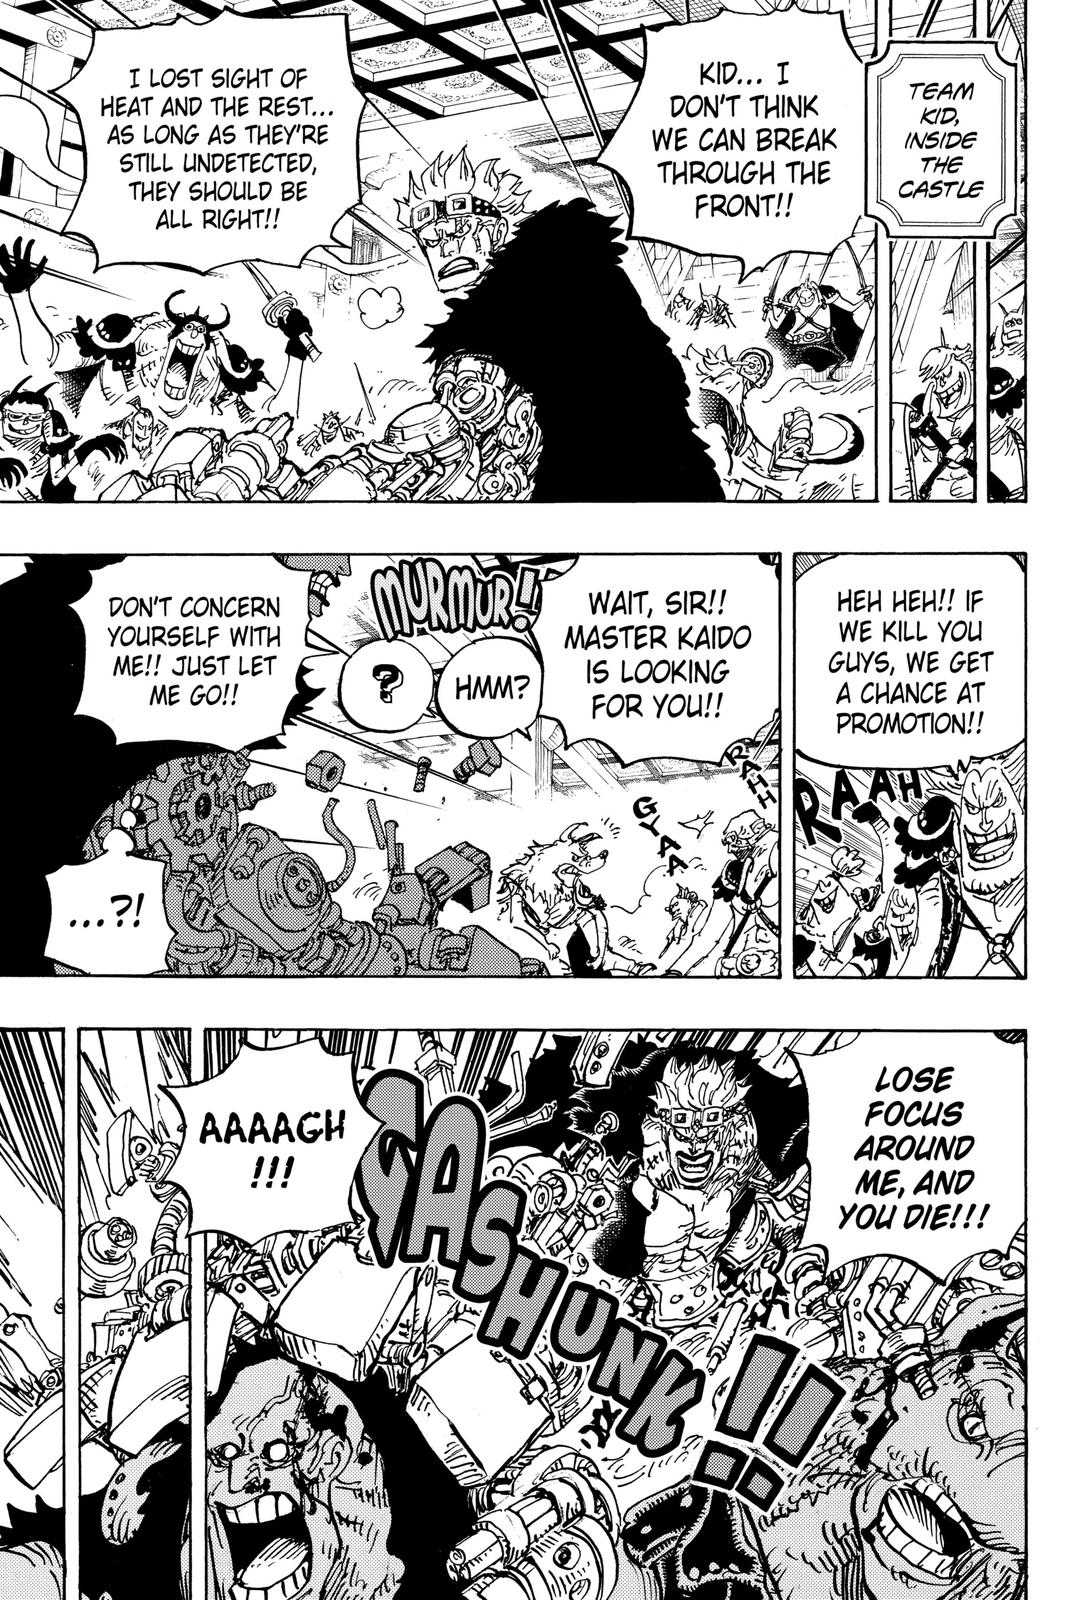 TEAM
KID,
INSIDE
THE
CASTLE
KID... I
DON'T THINK
WE CAN BREAK
THROUGH THE
FRONT!!
I LOST SIGHT OF
HEAT AND THE REST...
AS LONG AS THEY'RE
STILL UNDETECTED,
THEY SHOULD BE
ALL RIGHT!!
HEH HEH!! IF
WE KILL YOU
GUYS, WE GET
A CHANCE AT
PROMOTION!!
RAAAH
WAIT, SIR!!
MASTER KAIDO
IS LOOKING
FOR YOU!!
RAHH
GYAA
MURMUR!
HMM?
?
DON'T CONCERN
YOURSELF WITH
ME!! JUST LET
ME GO!!
...?!
LOSE
FOCUS
AROUND
ME, AND
YOU DIE!!!
GASHUNK!!
AAAAGH
!!!